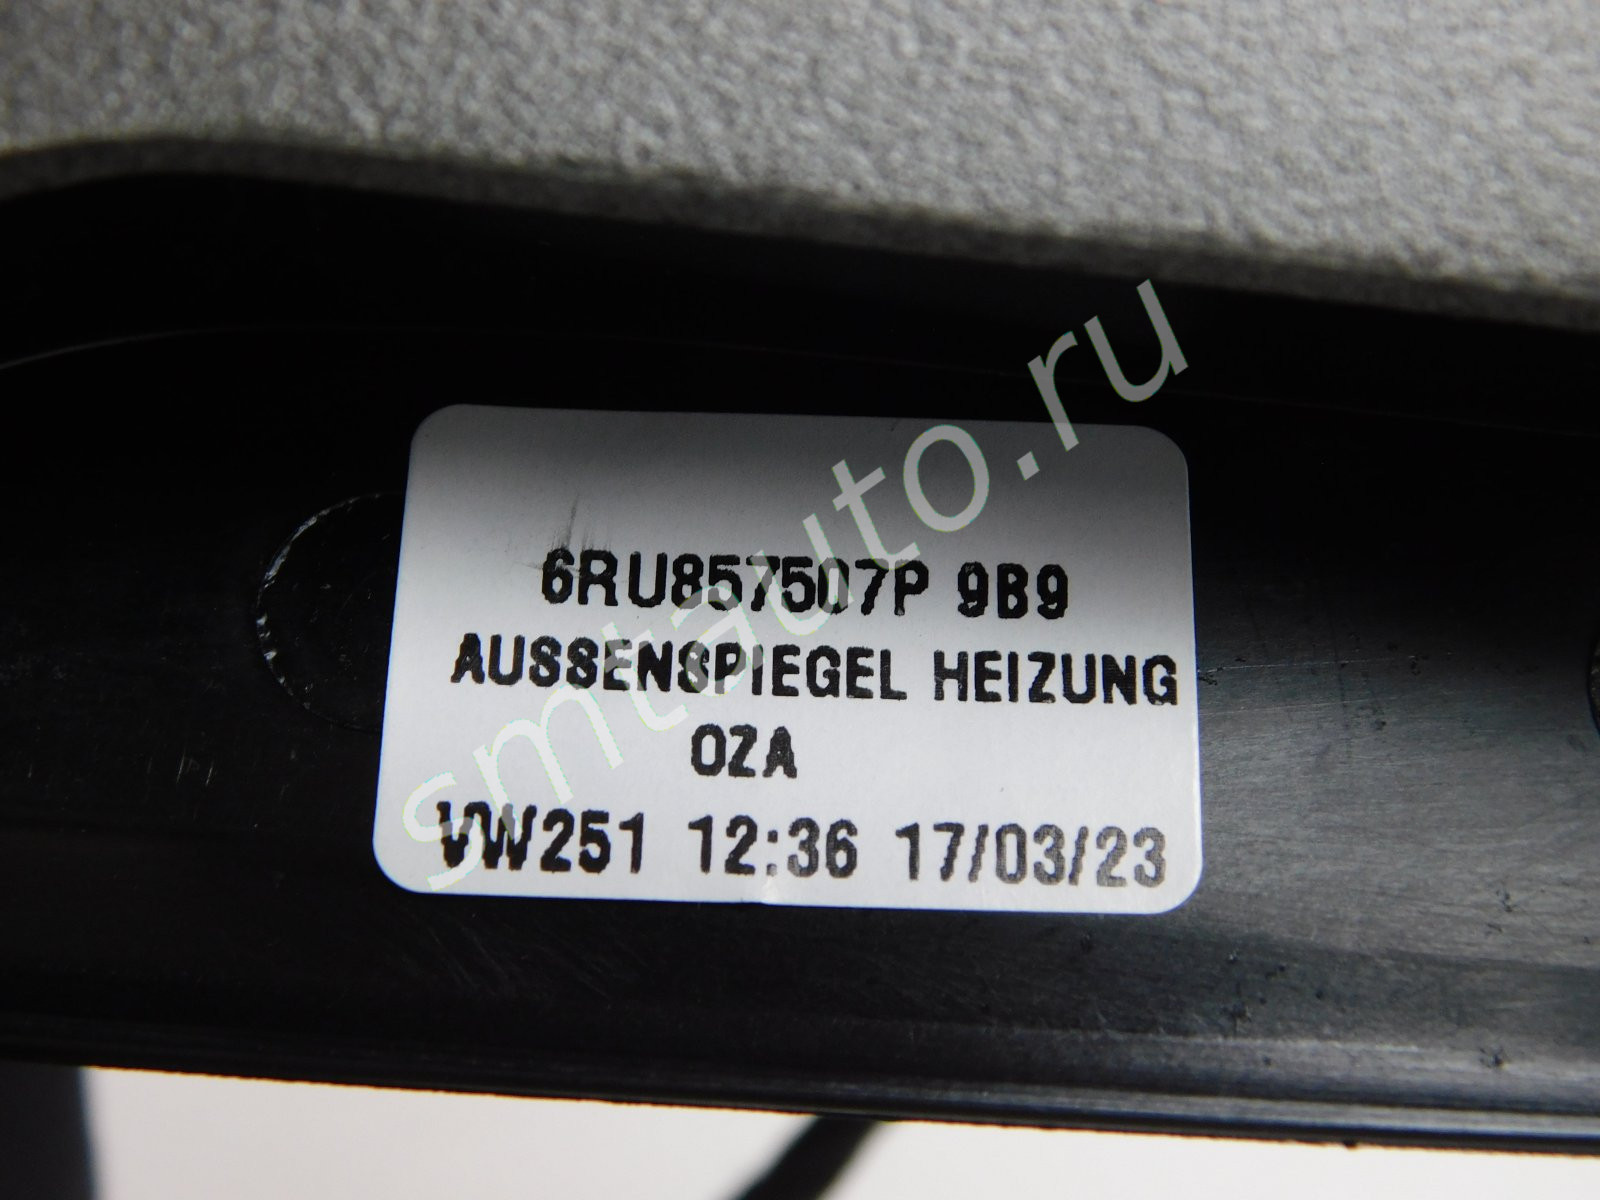 6RU857507P 9B9
AUSSENSPIEGEL HEIZUNG
OZA
VW251 12:36 17/03/23
smtauto.ru